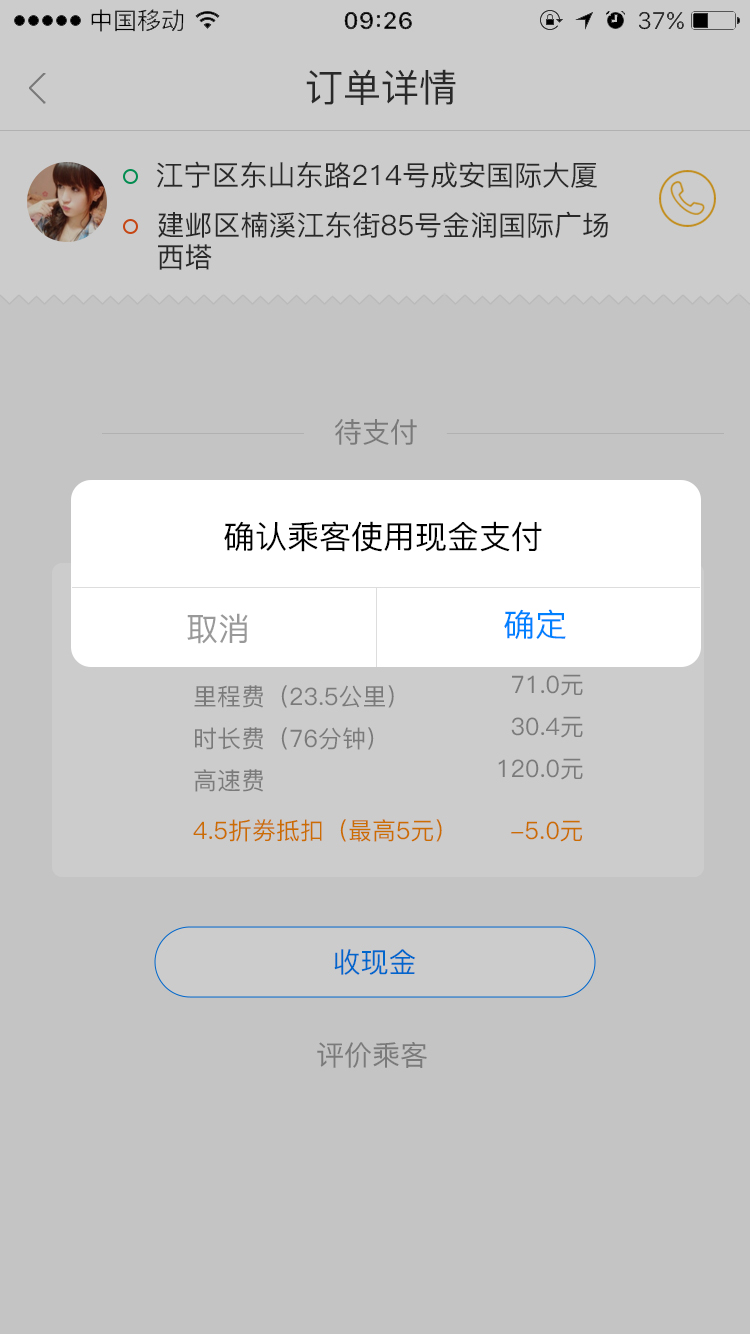 中国移动
09:26
37%
订单详情
江宁区东山东路214号成安国际大厦
建邺区楠溪江东街85号金润国际广场
西塔
待支付
确认乘客使用现金支付
取消
确定
里程费（23.5公里） 71.0元
时长费（76分钟） 30.4元
高速费 120.0元
4.5折券抵扣（最高5元） -5.0元
收现金
评价乘客